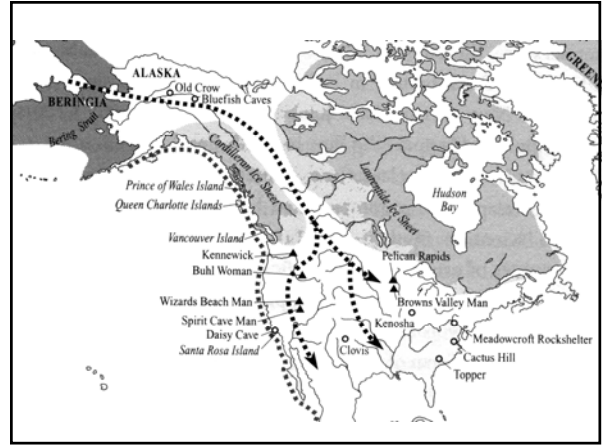 ALASKA
GREEN
Old Crow
BERINGIA
Bluefish Caves
Bering Strait
Cordilleran Ice Sheet
Laurentide Ice Sheet
Prince of Wales Island
Hudson
Bay
Queen Charlotte Islands
Vancouver Island
Kennewick
Pelican Rapids
Buhl Woman
Wizards Beach Man
Browns Valley Man
Spirit Cave Man
Kenosha
Daisy Cave
Meadowcroft Rockshelter
Santa Rosa Island
Clovis
Cactus Hill
Topper